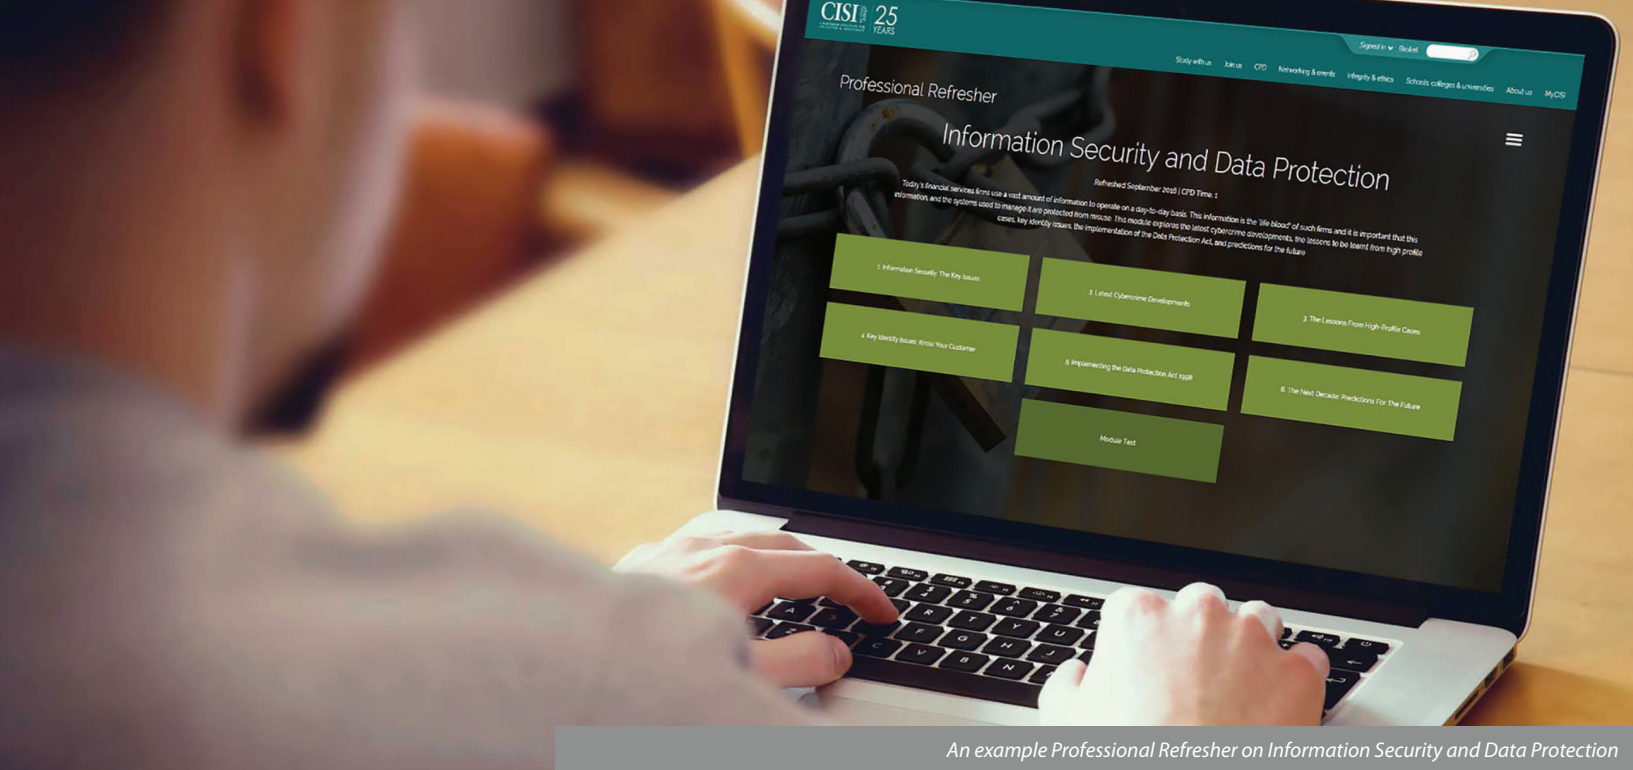 CISI
25
YEARS
Signed in
Basket
Study with us
Join us
CPD
Networking & events
Integrity & ethics
Schools, colleges & universities
About us
MyCISI
Professional Refresher
Information Security and Data Protection
Refreshed September 2016 | CPD Time: 1
Today's financial services firms use a vast amount of information to operate on a day-to-day basis. This information is the 'life blood' of such firms and it is important that this
information, and the systems used to manage it are protected from misuse. This module explores the latest cybercrime developments, the lessons to be learnt from high profile
cases, key identity issues, the implementation of the Data Protection Act, and predictions for the future
1. Information Security: The Key Issues
2. Latest Cybercrime Developments
3. The Lessons From High-Profile Cases
4. Key Identity Issues: Know Your Customer
5. Implementing the Data Protection Act 1998
6. The Next Decade: Predictions For The Future
Module Test
R T Y U
A F G H J
Z C V B N
An example Professional Refresher on Information Security and Data Protection